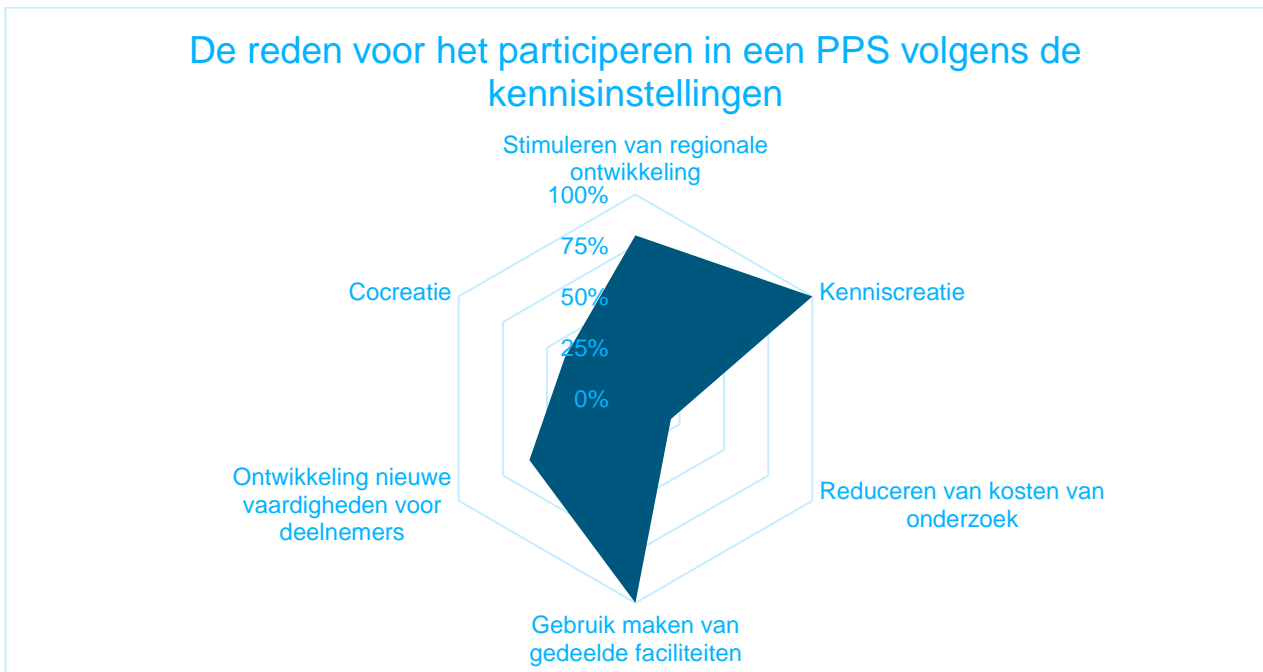 De reden voor het participeren in een PPS volgens de
kennisinstellingen
Stimuleren van regionale
ontwikkeling
100%
75%
50%
25%
0%
Kenniscreatie
Reduceren van kosten van
onderzoek
Gebruik maken van
gedeelde faciliteiten
Ontwikkeling nieuwe
vaardigheden voor
deelnemers
Cocreatie